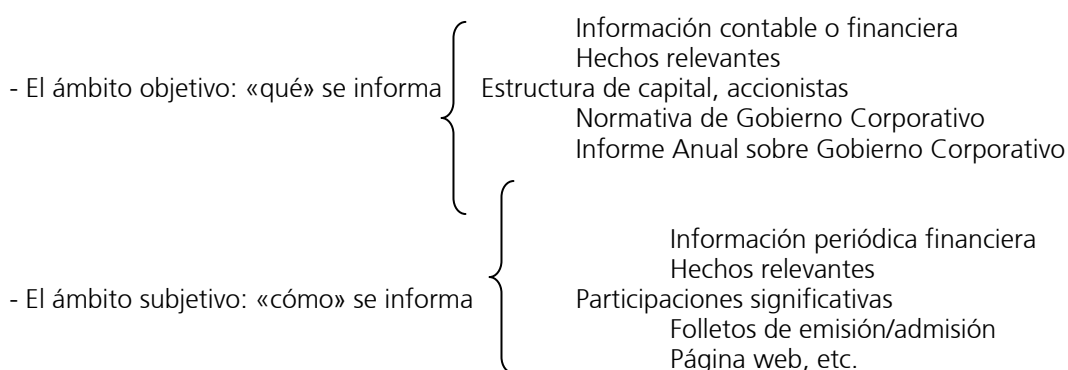 Información contable o financiera
Hechos relevantes
- El ámbito objetivo: «qué» se informa Estructura de capital, accionistas
Normativa de Gobierno Corporativo
Informe Anual sobre Gobierno Corporativo
Información periódica financiera
Hechos relevantes
- El ámbito subjetivo: «cómo» se informa Participaciones significativas
Folletos de emisión/admisión
Página web, etc.